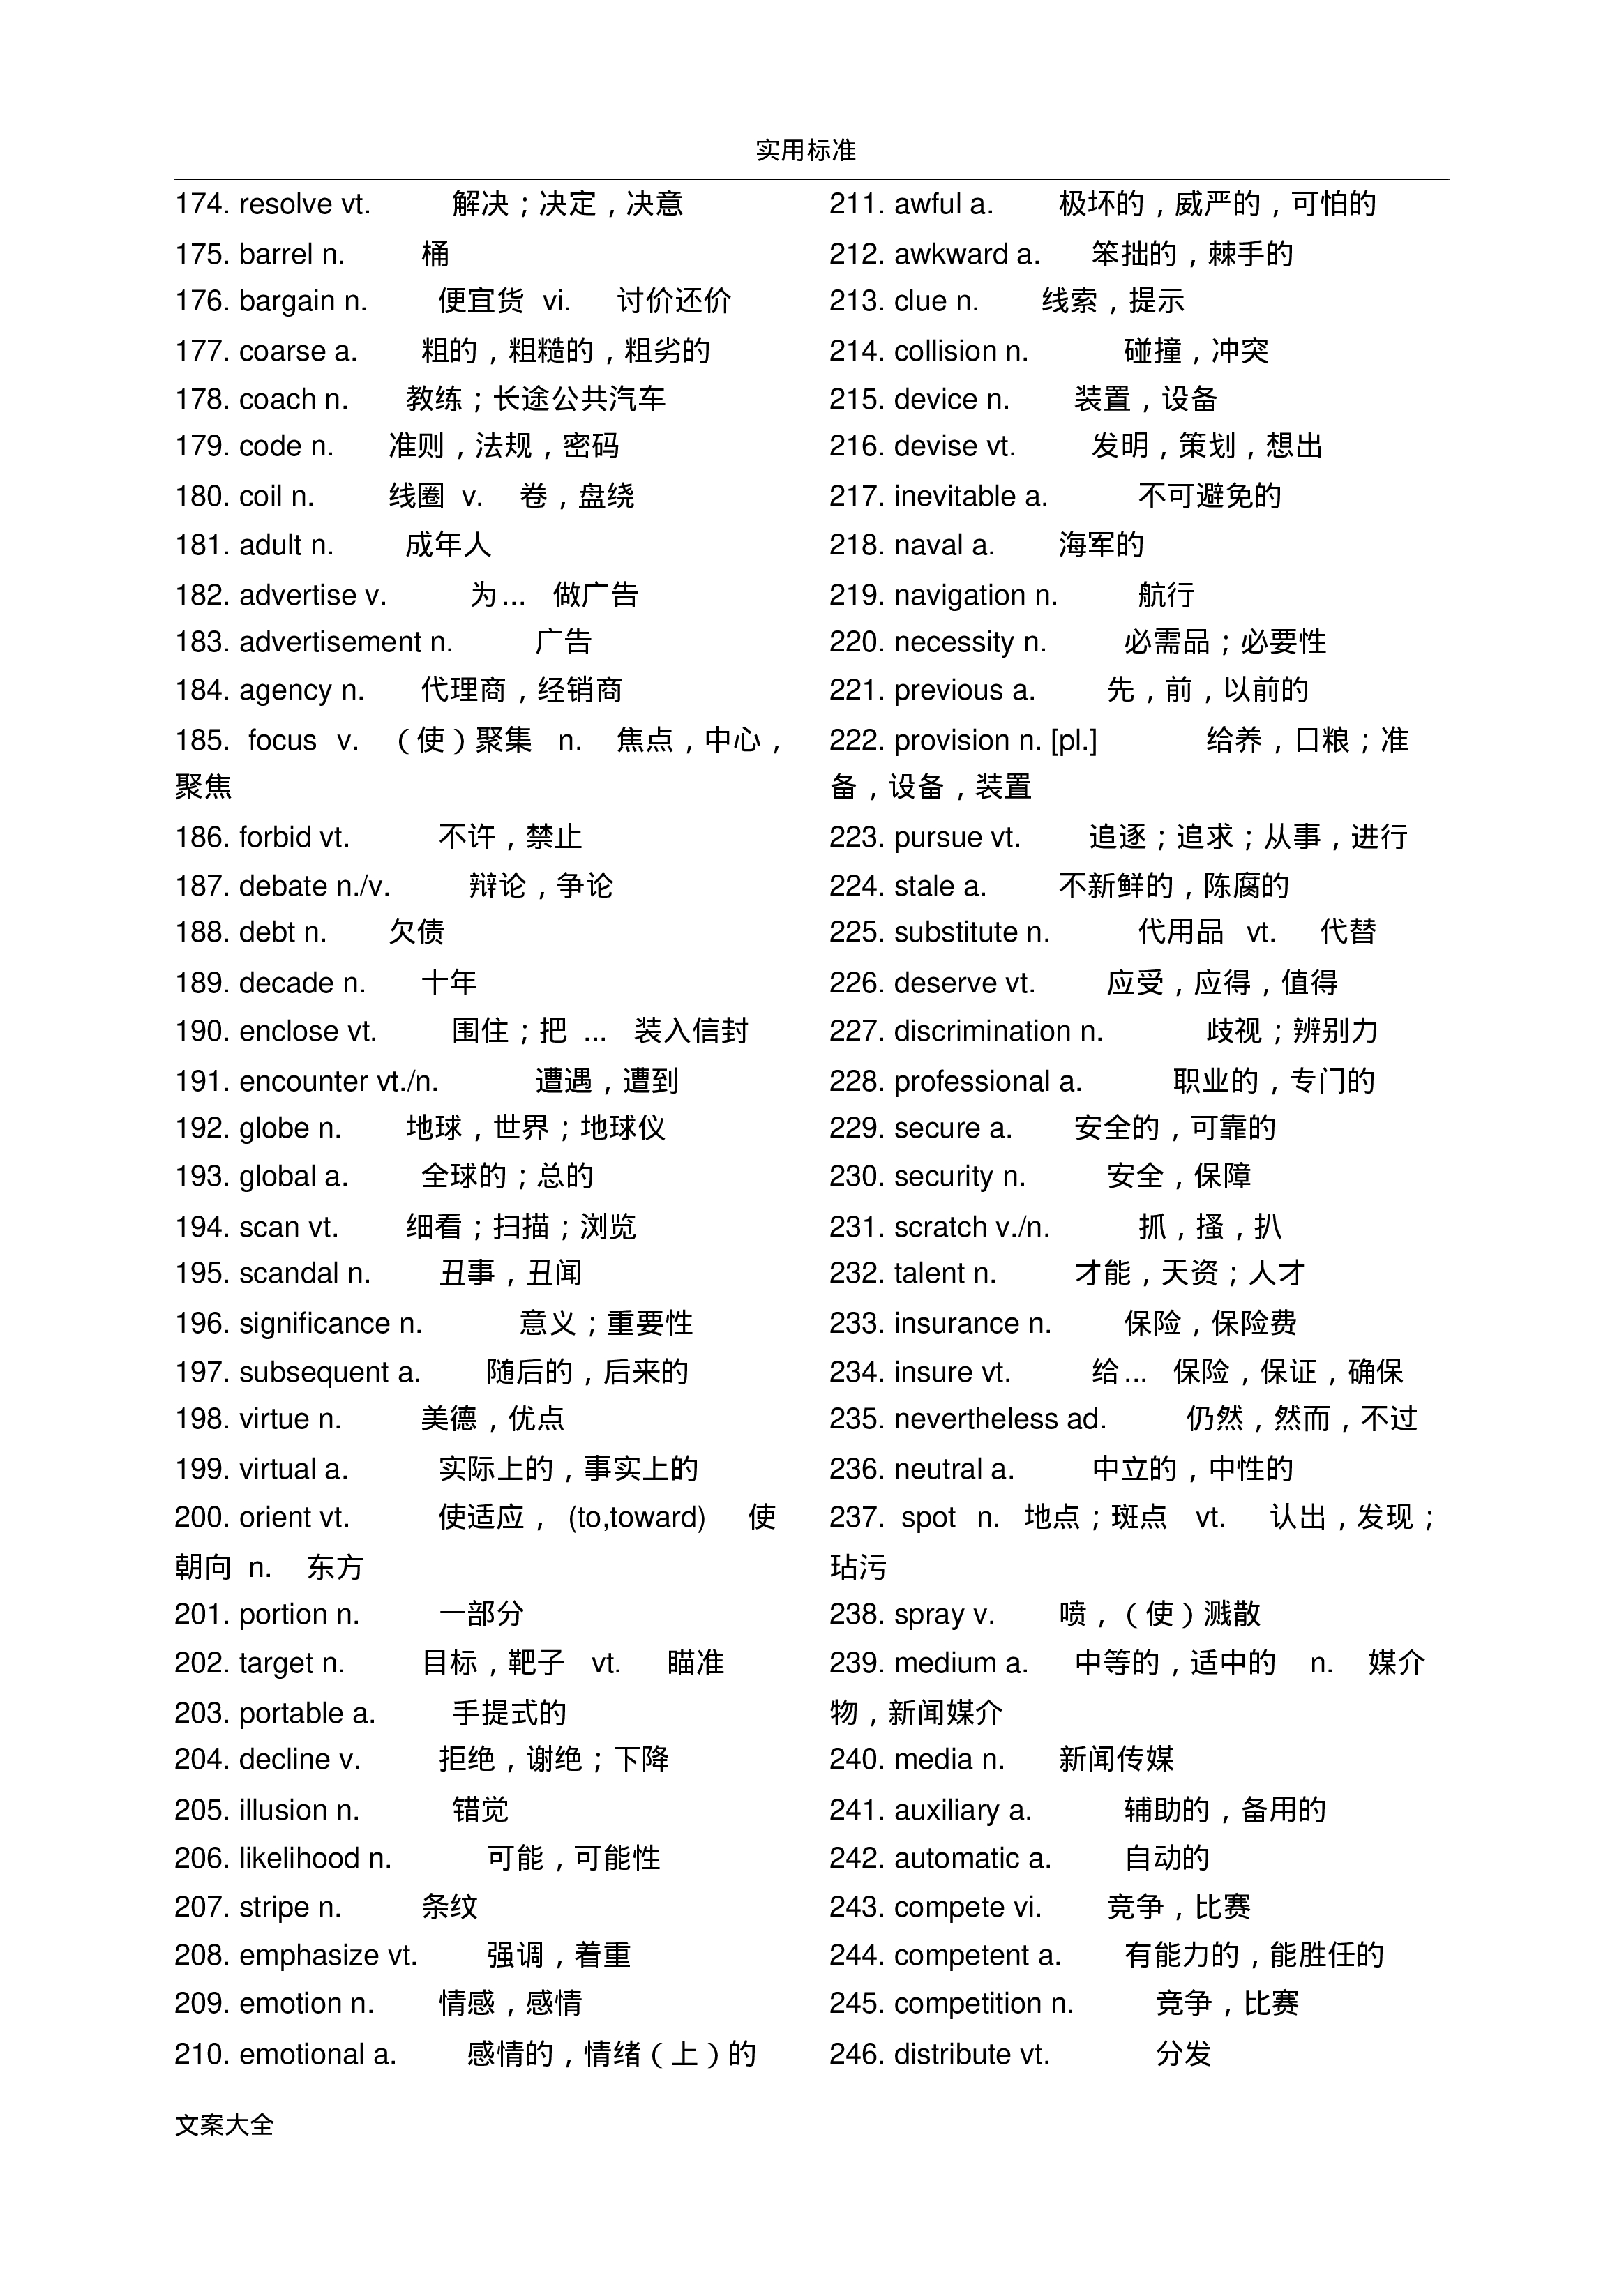 实用标准
174. resolve vt. 解决；决定，决意
175. barrel n. 桶
176. bargain n. 便宜货 vi. 讨价还价
177. coarse a. 粗的，粗糙的，粗劣的
178. coach n. 教练；长途公共汽车
179. code n. 准则，法规，密码
180. coil n. 线圈 v. 卷，盘绕
181. adult n. 成年人
182. advertise v. 为... 做广告
183. advertisement n. 广告
184. agency n. 代理商，经销商
185. focus v. （使）聚集 n. 焦点，中心，
聚焦
186. forbid vt. 不许，禁止
187. debate n./v. 辩论，争论
188. debt n. 欠债
189. decade n. 十年
190. enclose vt. 围住；把 ... 装入信封
191. encounter vt./n. 遭遇，遭到
192. globe n. 地球，世界；地球仪
193. global a. 全球的；总的
194. scan vt. 细看；扫描；浏览
195. scandal n. 丑事，丑闻
196. significance n. 意义；重要性
197. subsequent a. 随后的，后来的
198. virtue n. 美德，优点
199. virtual a. 实际上的，事实上的
200. orient vt. 使适应， (to,toward) 使
朝向 n. 东方
201. portion n. 一部分
202. target n. 目标，靶子 vt. 瞄准
203. portable a. 手提式的
204. decline v. 拒绝，谢绝；下降
205. illusion n. 错觉
206. likelihood n. 可能，可能性
207. stripe n. 条纹
208. emphasize vt. 强调，着重
209. emotion n. 情感，感情
210. emotional a. 感情的，情绪（上）的
211. awful a. 极坏的，威严的，可怕的
212. awkward a. 笨拙的，棘手的
213. clue n. 线索，提示
214. collision n. 碰撞，冲突
215. device n. 装置，设备
216. devise vt. 发明，策划，想出
217. inevitable a. 不可避免的
218. naval a. 海军的
219. navigation n. 航行
220. necessity n. 必需品；必要性
221. previous a. 先，前，以前的
222. provision n. [pl.] 给养，口粮；准
备，设备，装置
223. pursue vt. 追逐；追求；从事，进行
224. stale a. 不新鲜的，陈腐的
225. substitute n. 代用品 vt. 代替
226. deserve vt. 应受，应得，值得
227. discrimination n. 歧视；辨别力
228. professional a. 职业的，专门的
229. secure a. 安全的，可靠的
230. security n. 安全，保障
231. scratch v./n. 抓，搔，扒
232. talent n. 才能，天资；人才
233. insurance n. 保险，保险费
234. insure vt. 给... 保险，保证，确保
235. nevertheless ad. 仍然，然而，不过
236. neutral a. 中立的，中性的
237. spot n. 地点；斑点 vt. 认出，发现；
玷污
238. spray v. 喷，（使）溅散
239. medium a. 中等的，适中的 n. 媒介
物，新闻媒介
240. media n. 新闻传媒
241. auxiliary a. 辅助的，备用的
242. automatic a. 自动的
243. compete vi. 竞争，比赛
244. competent a. 有能力的，能胜任的
245. competition n. 竞争，比赛
246. distribute vt. 分发
文案大全